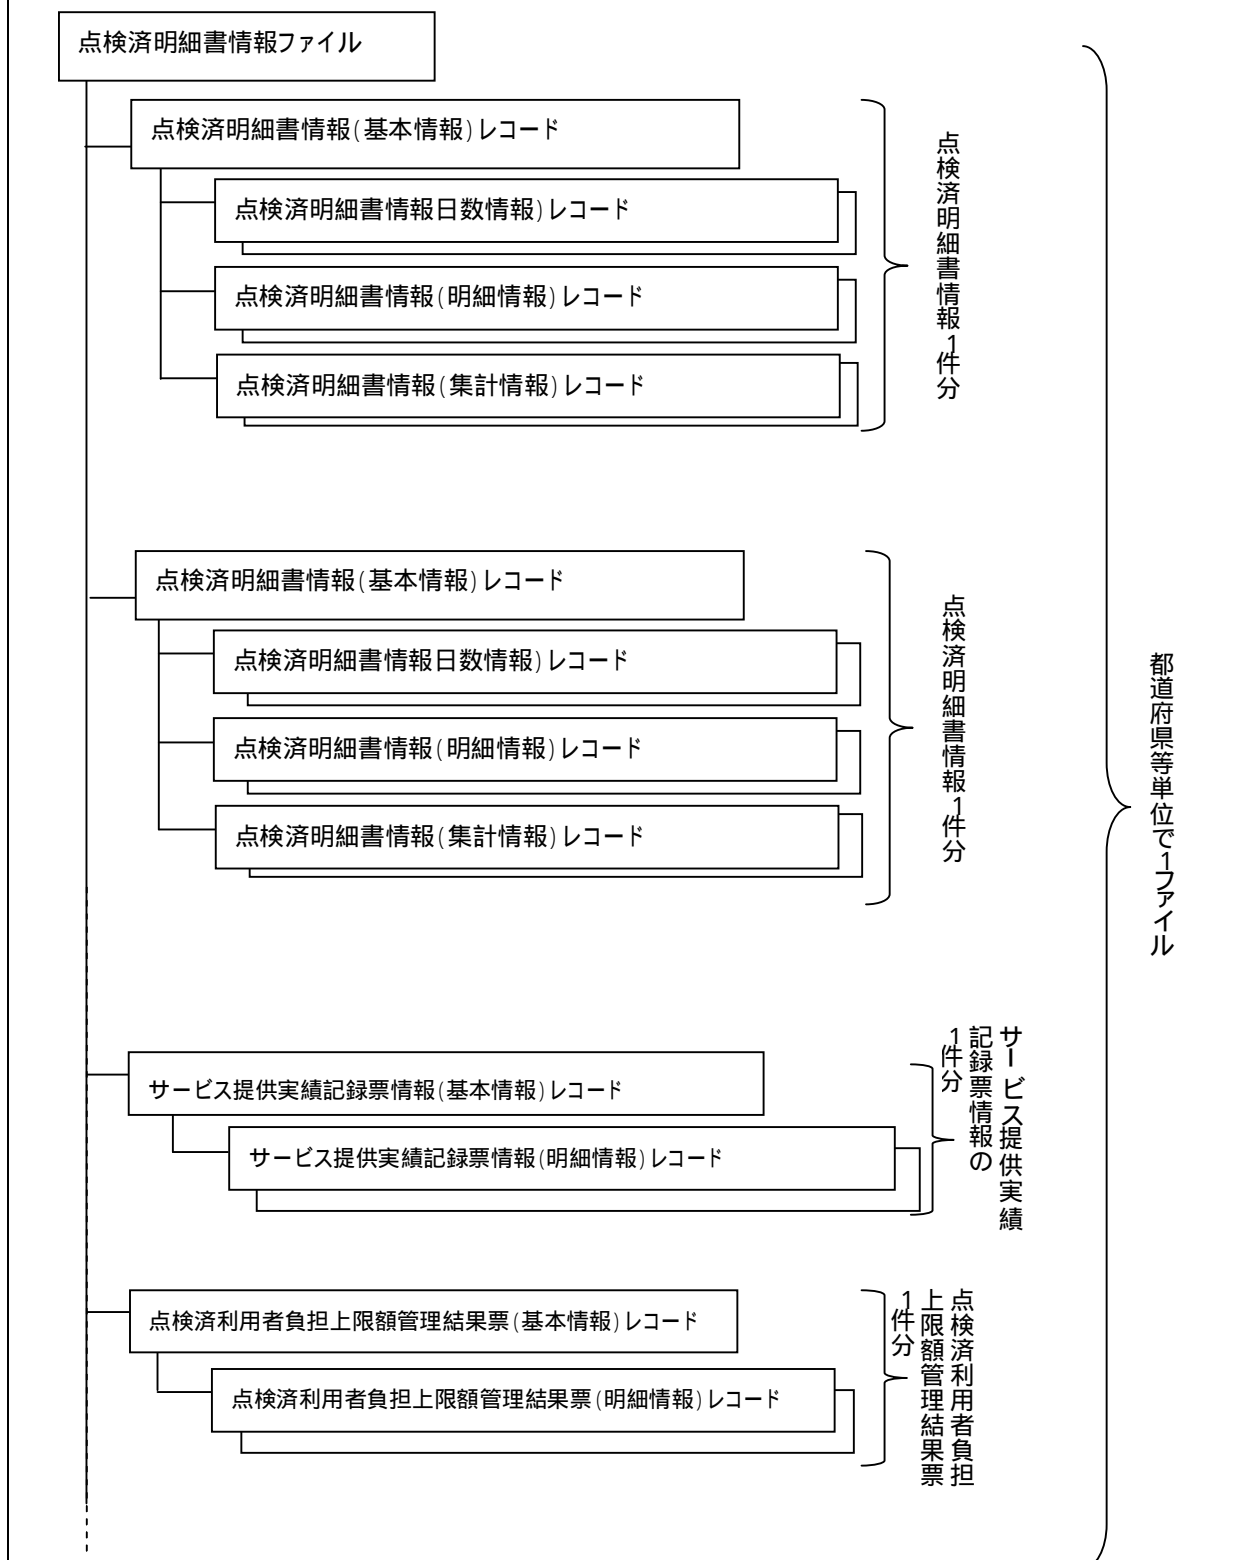 点検済明細書情報ファイル
点検済明細書情報(基本情報)レコード
点検済明細書情報日数情報)レコード
点検済明細書情報(明細情報)レコード
点検済明細書情報(集計情報)レコード
点検済明細書情報1件分
点検済明細書情報(基本情報)レコード
点検済明細書情報日数情報)レコード
点検済明細書情報(明細情報)レコード
点検済明細書情報(集計情報)レコード
点検済明細書情報1件分
都道府県等単位で1ファイル
サービス提供実績記録票情報(基本情報)レコード
サービス提供実績記録票情報(明細情報)レコード
サービス提供実績
記録票情報の
1件分
点検済利用者負担上限額管理結果票(基本情報)レコード
点検済利用者負担上限額管理結果票(明細情報)レコード
点検済利用者負担
上限額管理結果票
1件分